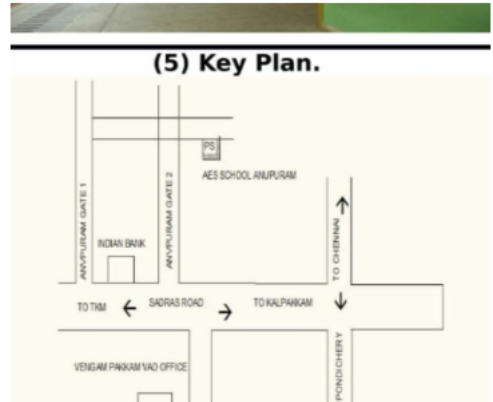 (5) Key Plan.
PS
AES SCHOOL ANUPURAM
ANUPURAM GATE 1
ANUPURAM GATE 2
INDIAN BANK
TO CHENNAI
TO TKM
SADRAS ROAD
TO KALPAKKAM
VENGAM PAKKAM VAO OFFICE
PONDICHERY